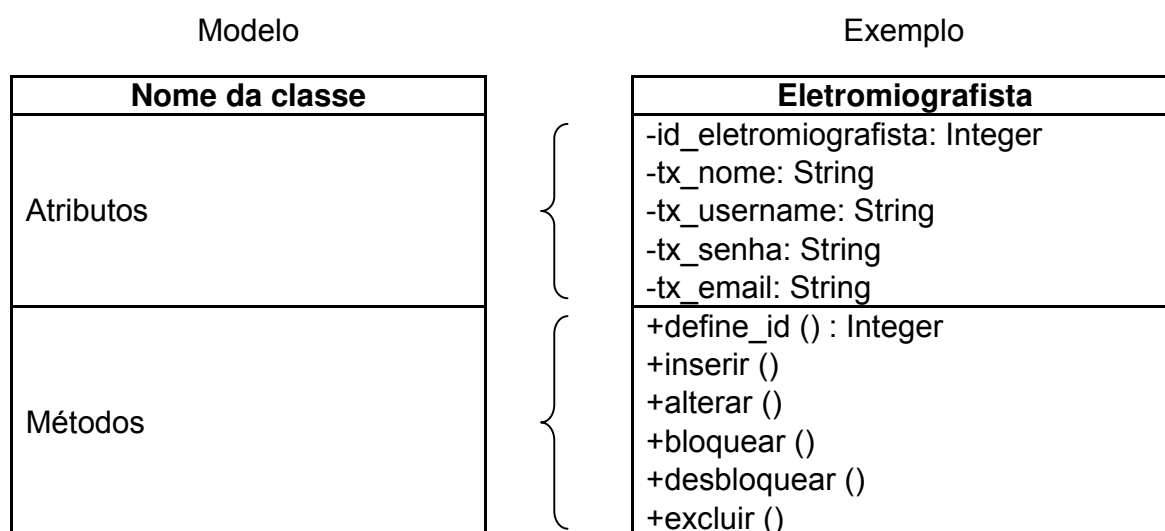 Modelo
Exemplo
Nome da classe
Atributos
Métodos
Eletromiografista
-id_eletromiografista: Integer
-tx_nome: String
-tx_username: String
-tx_senha: String
-tx_email: String
+define_id () : Integer
+inserir ()
+alterar ()
+bloquear ()
+desbloquear ()
+excluir ()